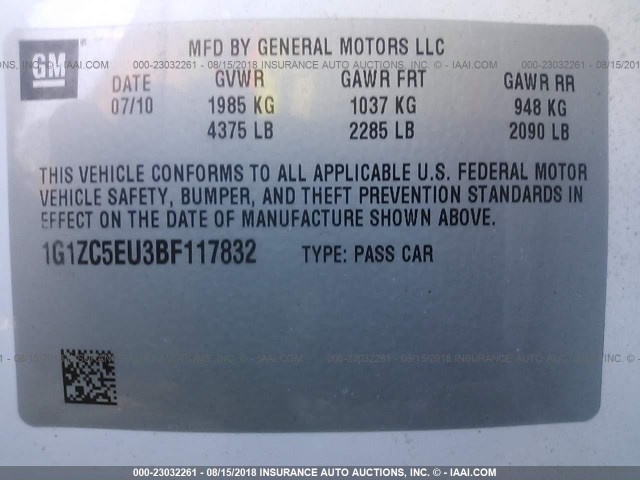 GM
MFD BY GENERAL MOTORS LLC
DATE GVWR GAWR FRT GAWR RR
07/10 1985 KG 1037 KG 948 KG
4375 LB 2285 LB 2090 LB
THIS VEHICLE CONFORMS TO ALL APPLICABLE U.S. FEDERAL MOTOR
VEHICLE SAFETY, BUMPER, AND THEFT PREVENTION STANDARDS IN
EFFECT ON THE DATE OF MANUFACTURE SHOWN ABOVE.
1G1ZC5EU3BF117832 TYPE: PASS CAR
000-23032261 - 08/15/2018 INSURANCE AUTO AUCTIONS, INC. - WWW.IAAI.COM